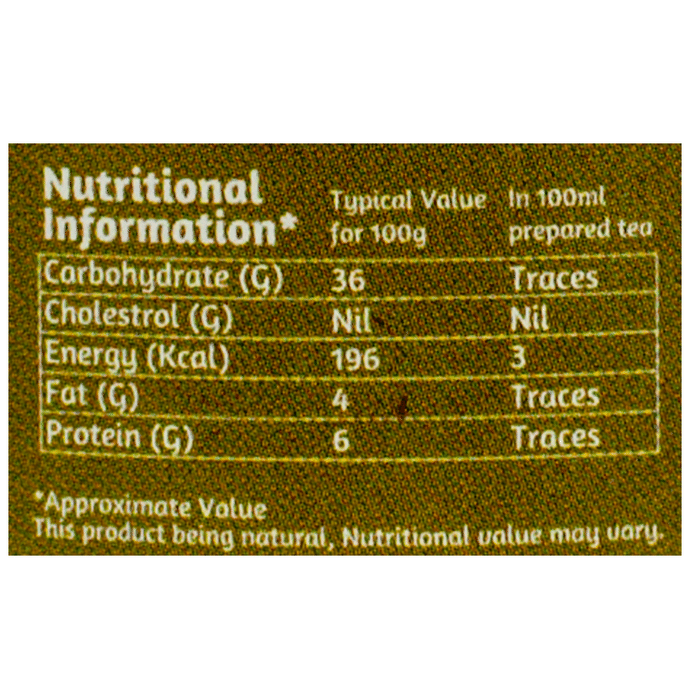 Nutritional Information* Typical Value for 100g In 100ml prepared tea
Carbohydrate (G) 36 Traces
Cholestrol (G) Nil Nil
Energy (Kcal) 196 3
Fat (G) 4 Traces
Protein (G) 6 Traces
*Approximate Value
This product being natural, Nutritional value may vary.